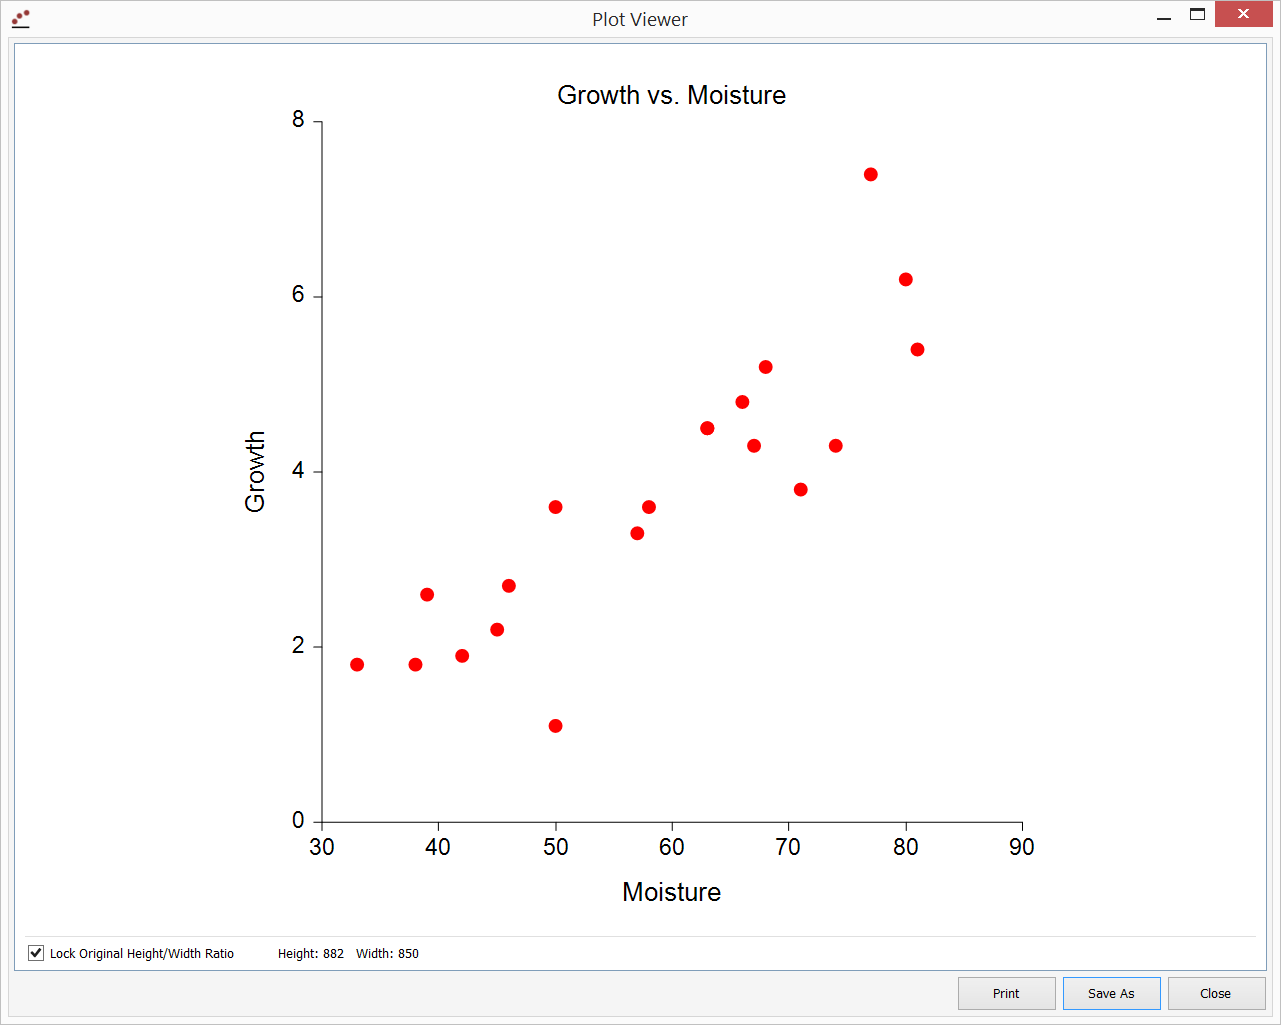 Plot Viewer
Growth vs. Moisture
8
6
4
2
0
Growth
30 40 50 60 70 80 90
Moisture
Lock Original Height/Width Ratio Height: 882 Width: 850
Print Save As Close